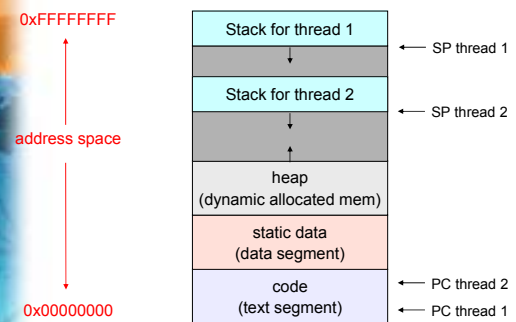 0xFFFFFFFF
address space
0x00000000
Stack for thread 1
SP thread 1
Stack for thread 2
SP thread 2
heap
(dynamic allocated mem)
static data
(data segment)
code
(text segment)
PC thread 2
PC thread 1